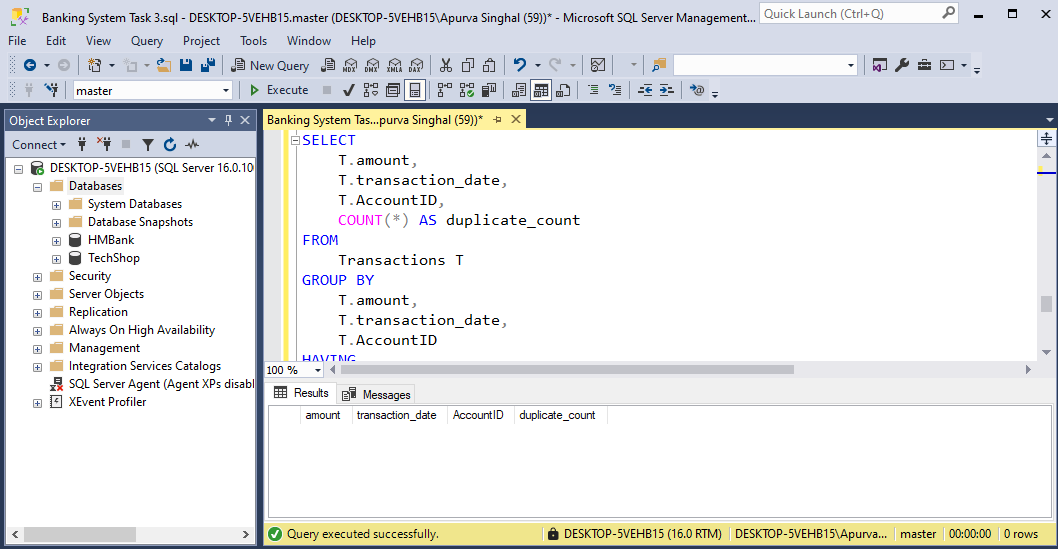 Banking System Task 3.sql - DESKTOP-5VEHB15.master (DESKTOP-5VEHB15\Apurva Singhal (59))* - Microsoft SQL Server Management...
Quick Launch (Ctrl+Q)
File Edit View Query Project Tools Window Help
New Query MDX DMX XMLA DAX
master Execute
Object Explorer
Connect
DESKTOP-5VEHB15 (SQL Server 16.0.10
Databases
System Databases
Database Snapshots
HMBank
TechShop
Security
Server Objects
Replication
Always On High Availability
Management
Integration Services Catalogs
SQL Server Agent (Agent XPs disabl
XEvent Profiler
Banking System Tas...purva Singhal (59))*
SELECT
T.amount,
T.transaction_date,
T.AccountID,
COUNT(*) AS duplicate_count
FROM
Transactions T
GROUP BY
T.amount,
T.transaction_date,
T.AccountID
HAVING
100 %
Results Messages
amount transaction_date AccountID duplicate_count
Query executed successfully. DESKTOP-5VEHB15 (16.0 RTM) DESKTOP-5VEHB15\Apurva... master 00:00:00 0 rows